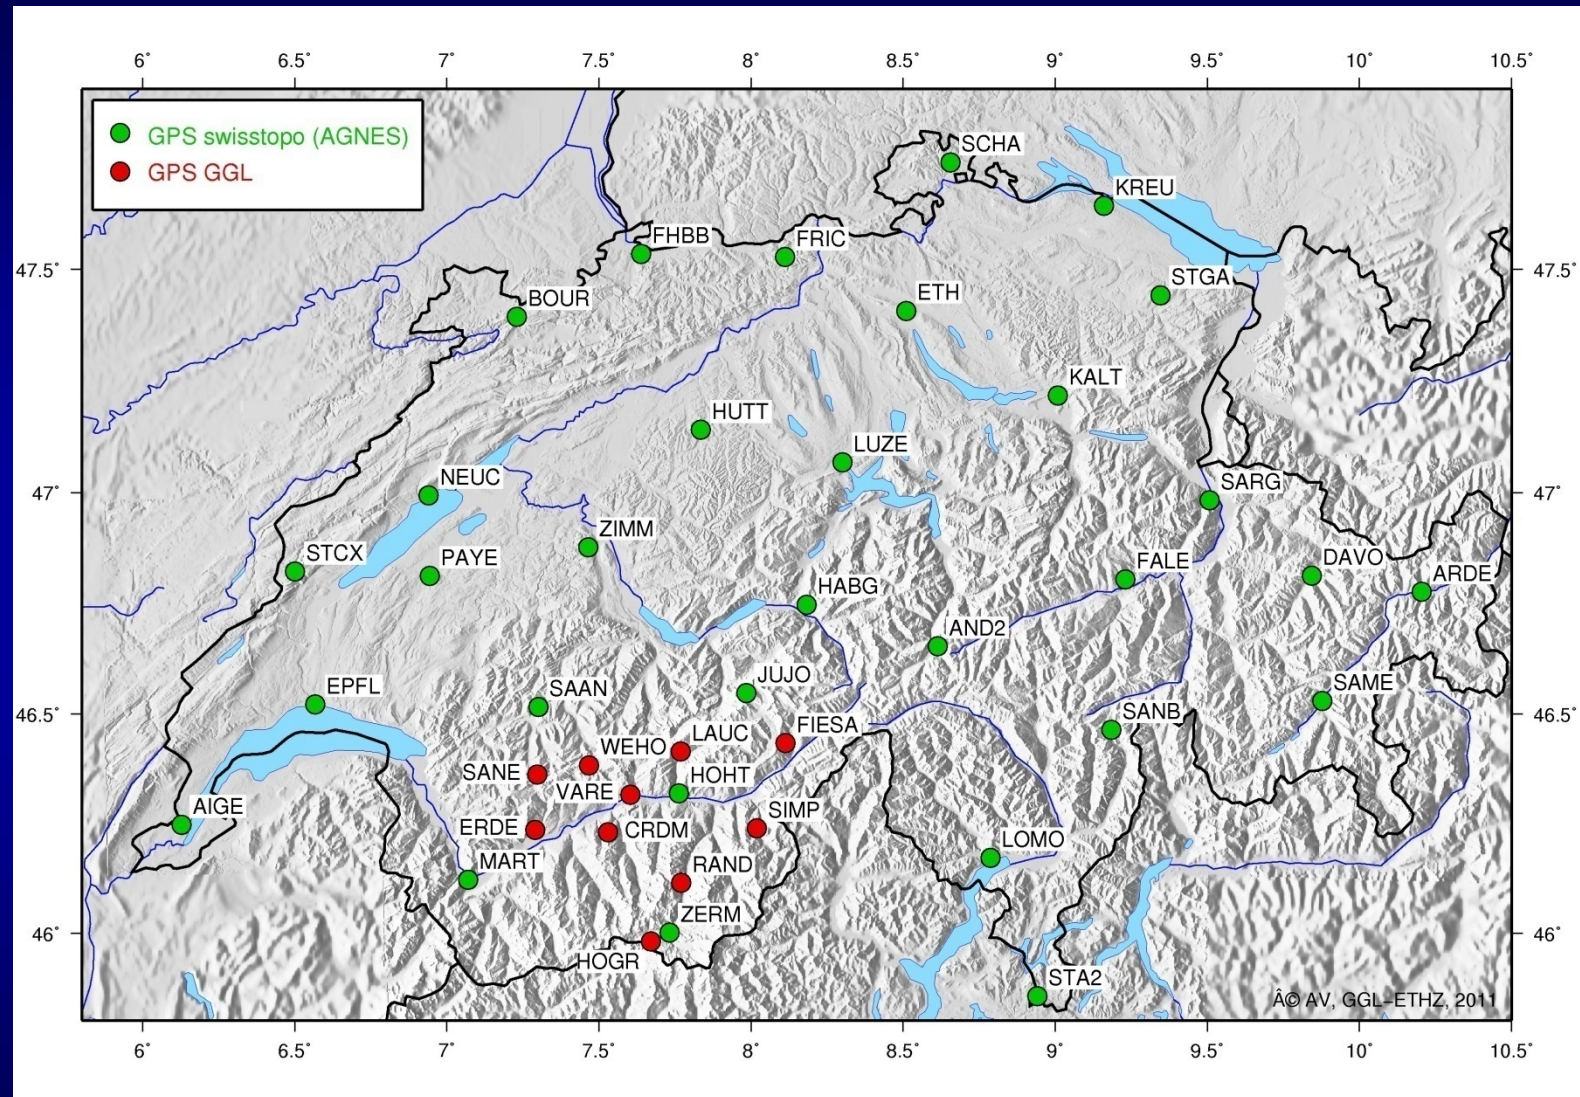 6° 6.5° 7° 7.5° 8° 8.5° 9° 9.5° 10° 10.5°
GPS swisstopo (AGNES)
GPS GGL
SCHA
KREU
FHBB
FRIC
47.5° 47.5°
STGA
BOUR
ETH
KALT
HUTT
LUZE
NEUC
SARG
47° 47°
ZIMM
STCX
PAYE
FALE
DAVO
ARDE
HABG
AND2
JUJO
EPFL
SAAN
SAME
46.5° 46.5°
SANB
FIESA
LAUC
WEHO
SANE
HOHT
VARE
AIGE
SIMP
ERDE
CRDM
LOMO
MART
RAND
ZERM
46° 46°
HOGR
STA2
Â© AV, GGL-ETHZ, 2011
6° 6.5° 7° 7.5° 8° 8.5° 9° 9.5° 10° 10.5°